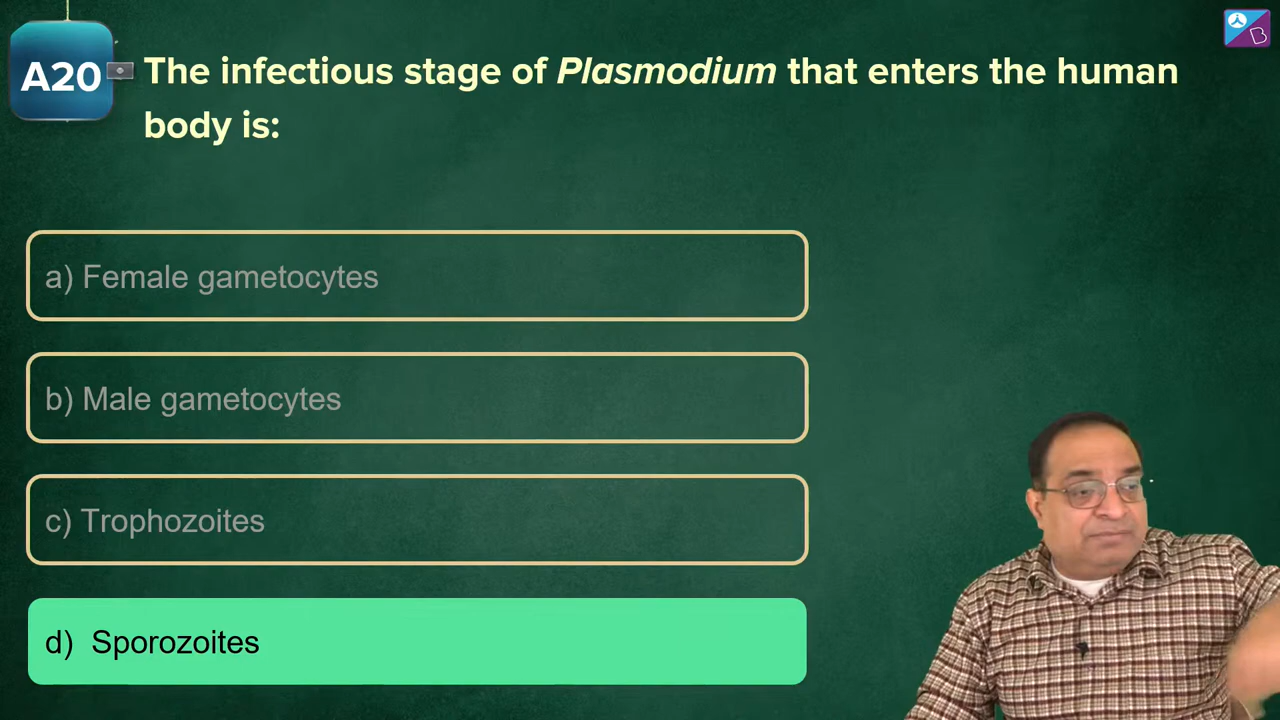 A20
The infectious stage of Plasmodium that enters the human
body is:
a) Female gametocytes
b) Male gametocytes
c) Trophozoites
d) Sporozoites
B